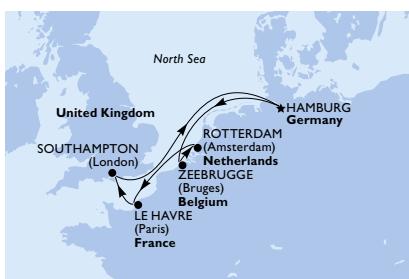 North Sea
HAMBURG
Germany
United Kingdom
ROTTERDAM
(Amsterdam)
Netherlands
SOUTHAMPTON
(London)
ZEEBRUGGE
(Bruges)
Belgium
LE HAVRE
(Paris)
France